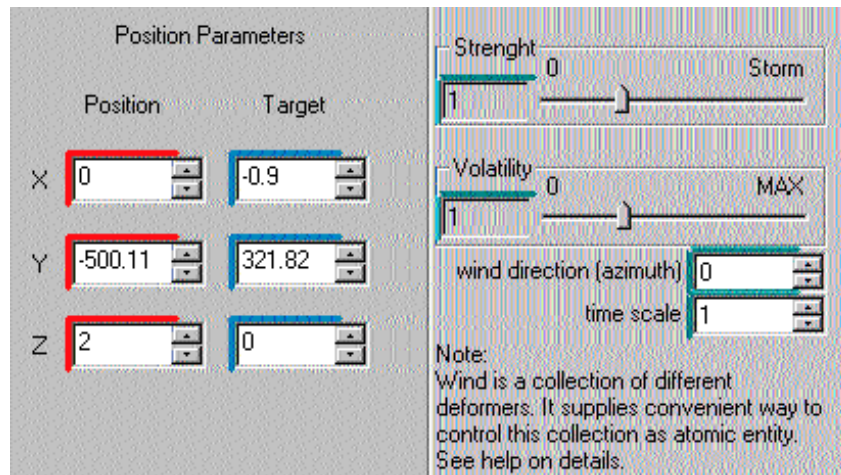 Position Parameters
Position Target
X 0 -0.9
Y -500.11 321.82
Z 2 0
Strenght
0 Storm
1
Volatility
0 MAX
1
wind direction (azimuth) 0
time scale 1
Note:
Wind is a collection of different
deformers. It supplies convenient way to
control this collection as atomic entity.
See help on details.